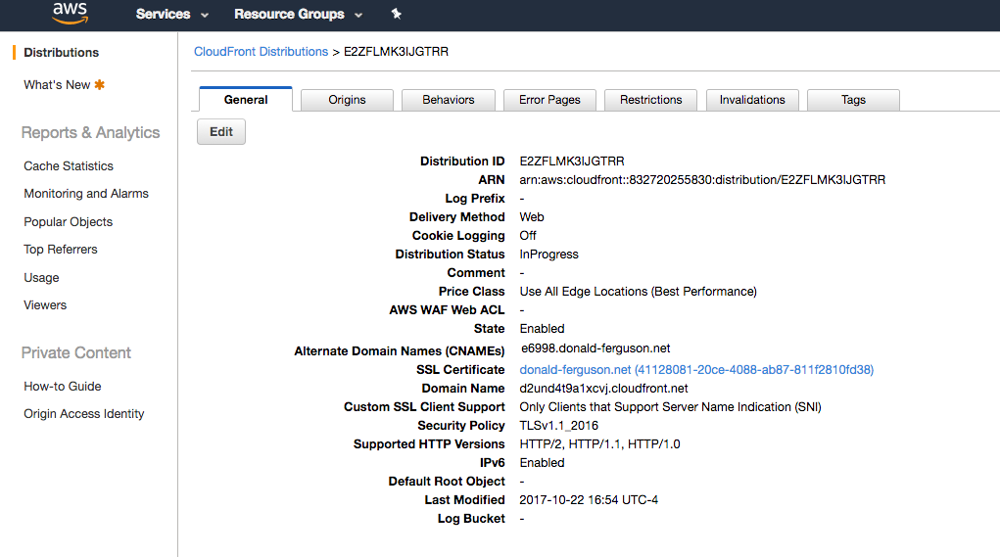 aws Services Resource Groups
Distributions
What's New
Reports & Analytics
Cache Statistics
Monitoring and Alarms
Popular Objects
Top Referrers
Usage
Viewers
Private Content
How-to Guide
Origin Access Identity
CloudFront Distributions > E2ZFLMK3IJGTRR
General Origins Behaviors Error Pages Restrictions Invalidations Tags
Edit
Distribution ID E2ZFLMK3IJGTRR
ARN arn:aws:cloudfront::832720255830:distribution/E2ZFLMK3IJGTRR
Log Prefix -
Delivery Method Web
Cookie Logging Off
Distribution Status InProgress
Comment -
Price Class Use All Edge Locations (Best Performance)
AWS WAF Web ACL -
State Enabled
Alternate Domain Names (CNAMEs) e6998.donald-ferguson.net
SSL Certificate donald-ferguson.net (41128081-20ce-4088-ab87-811f2810fd38)
Domain Name d2und4t9a1xcvj.cloudfront.net
Custom SSL Client Support Only Clients that Support Server Name Indication (SNI)
Security Policy TLSv1.1_2016
Supported HTTP Versions HTTP/2, HTTP/1.1, HTTP/1.0
IPv6 Enabled
Default Root Object -
Last Modified 2017-10-22 16:54 UTC-4
Log Bucket -